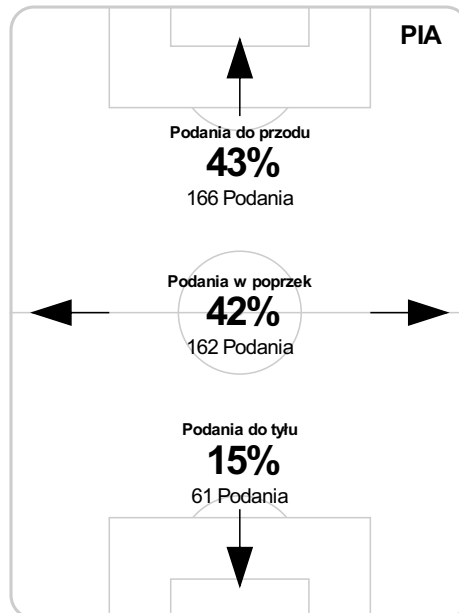 PIA
Podania do przodu
43%
166 Podania
Podania w poprzek
42%
162 Podania
Podania do tyłu
15%
61 Podania